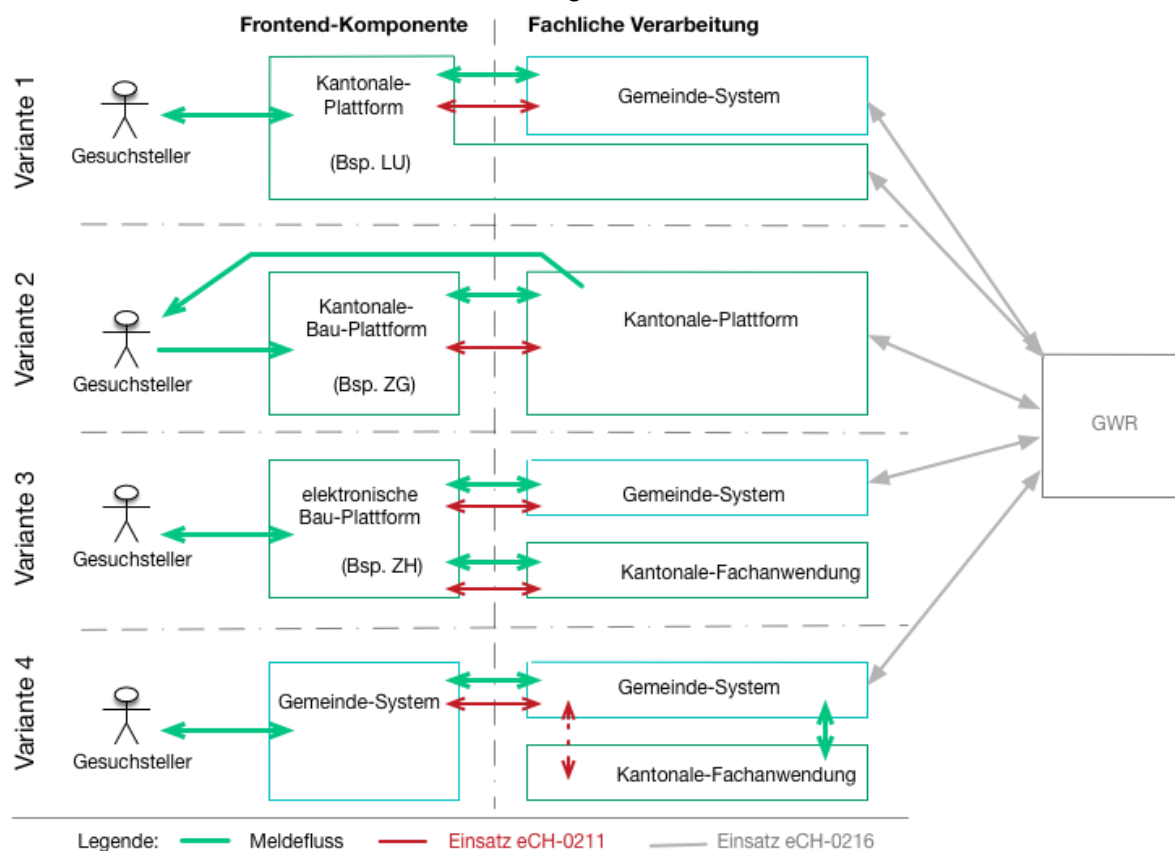 Frontend-Komponente
Fachliche Verarbeitung
Variante 1
Gesuchsteller
Kantonale-
Plattform
(Bsp. LU)
Gemeinde-System
Variante 2
Gesuchsteller
Kantonale-
Bau-Plattform
(Bsp. ZG)
Kantonale-Plattform
GWR
Variante 3
Gesuchsteller
elektronische
Bau-Plattform
(Bsp. ZH)
Gemeinde-System
Kantonale-Fachanwendung
Variante 4
Gesuchsteller
Gemeinde-System
Gemeinde-System
Kantonale-Fachanwendung
Legende: Meldefluss Einsatz eCH-0211 Einsatz eCH-0216